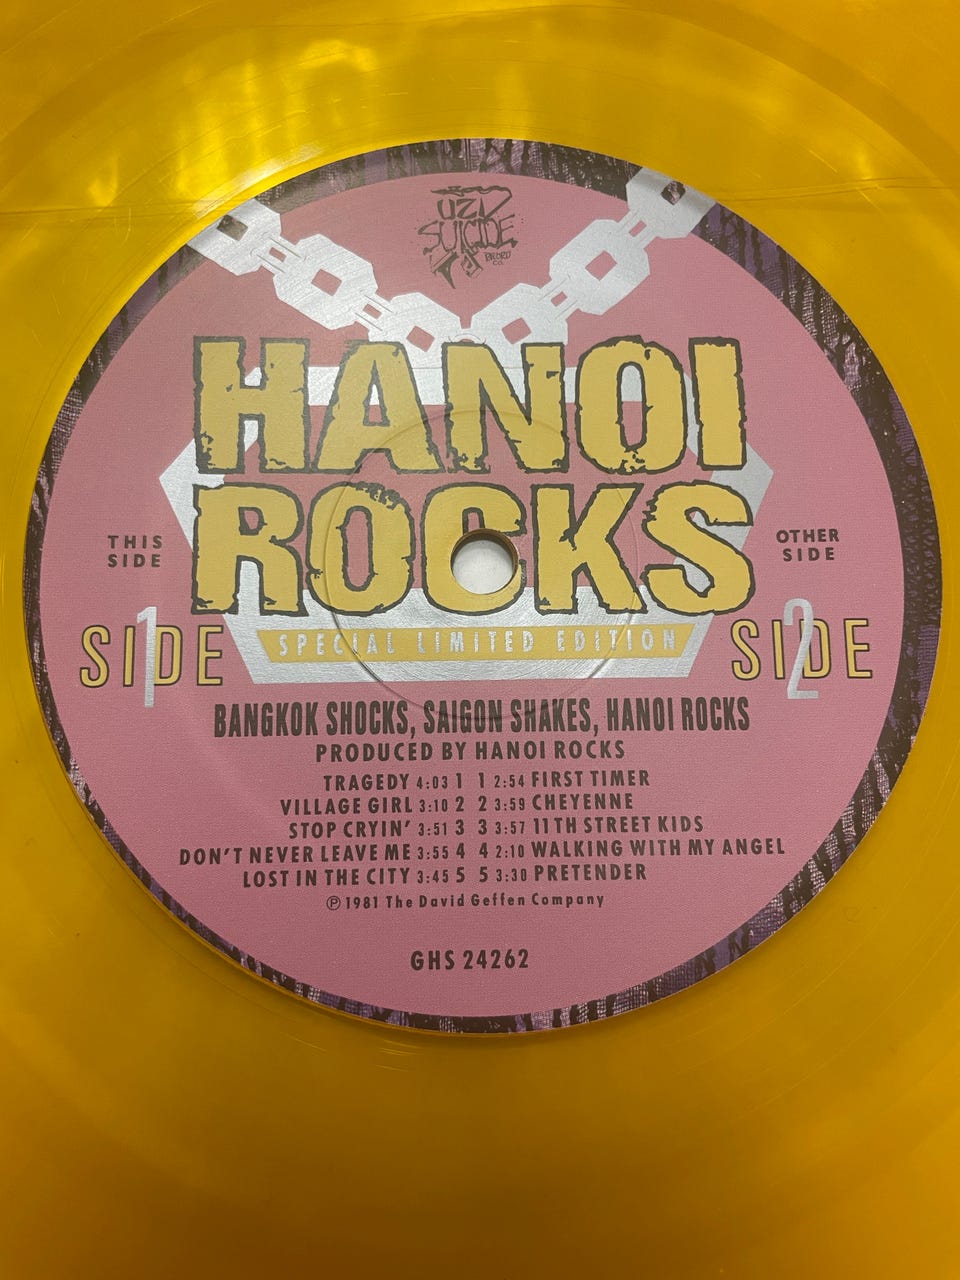 UZI
SUICIDE
RECORD
CO.
HANOI
ROCKS
THIS
SIDE
OTHER
SIDE
SIDE 1
SIDE 2
SPECIAL LIMITED EDITION
BANGKOK SHOCKS, SAIGON SHAKES, HANOI ROCKS
PRODUCED BY HANOI ROCKS
TRAGEDY 4:03 1 1 2:54 FIRST TIMER
VILLAGE GIRL 3:10 2 2 3:59 CHEYENNE
STOP CRYIN' 3:51 3 3 3:57 11TH STREET KIDS
DON'T NEVER LEAVE ME 3:55 4 4 2:10 WALKING WITH MY ANGEL
LOST IN THE CITY 3:45 5 5 3:30 PRETENDER
℗ 1981 The David Geffen Company
GHS 24262